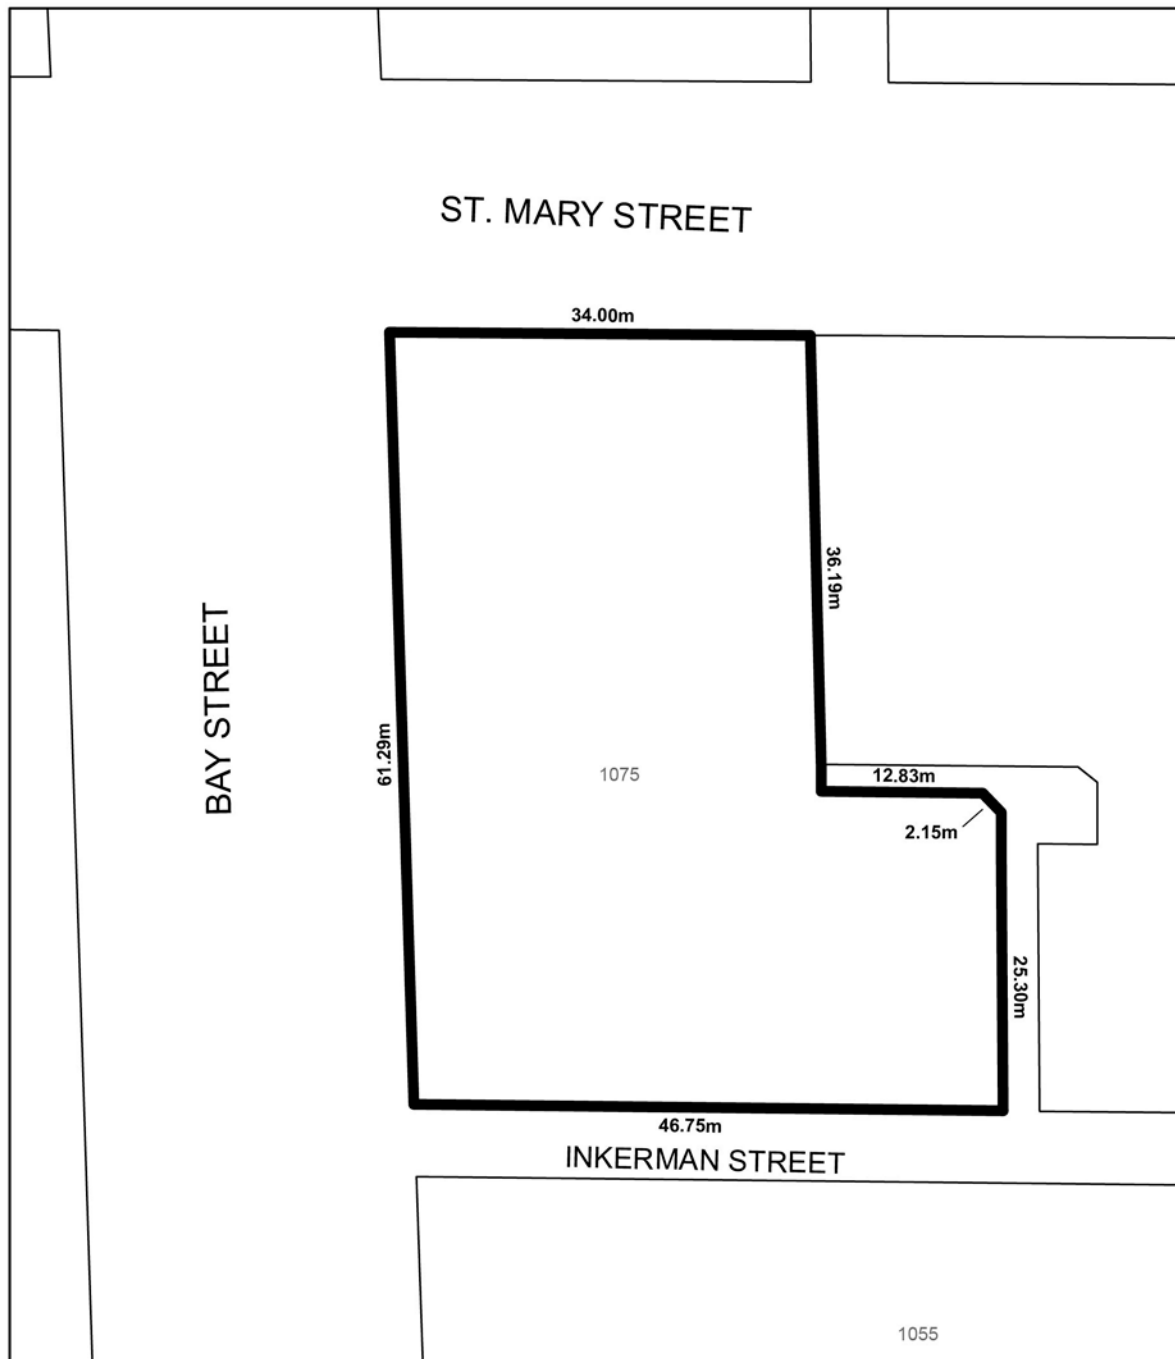 ST. MARY STREET
34.00m
36.19m
BAY STREET
61.29m
1075
12.83m
2.15m
25.30m
46.75m
INKERMAN STREET
1055